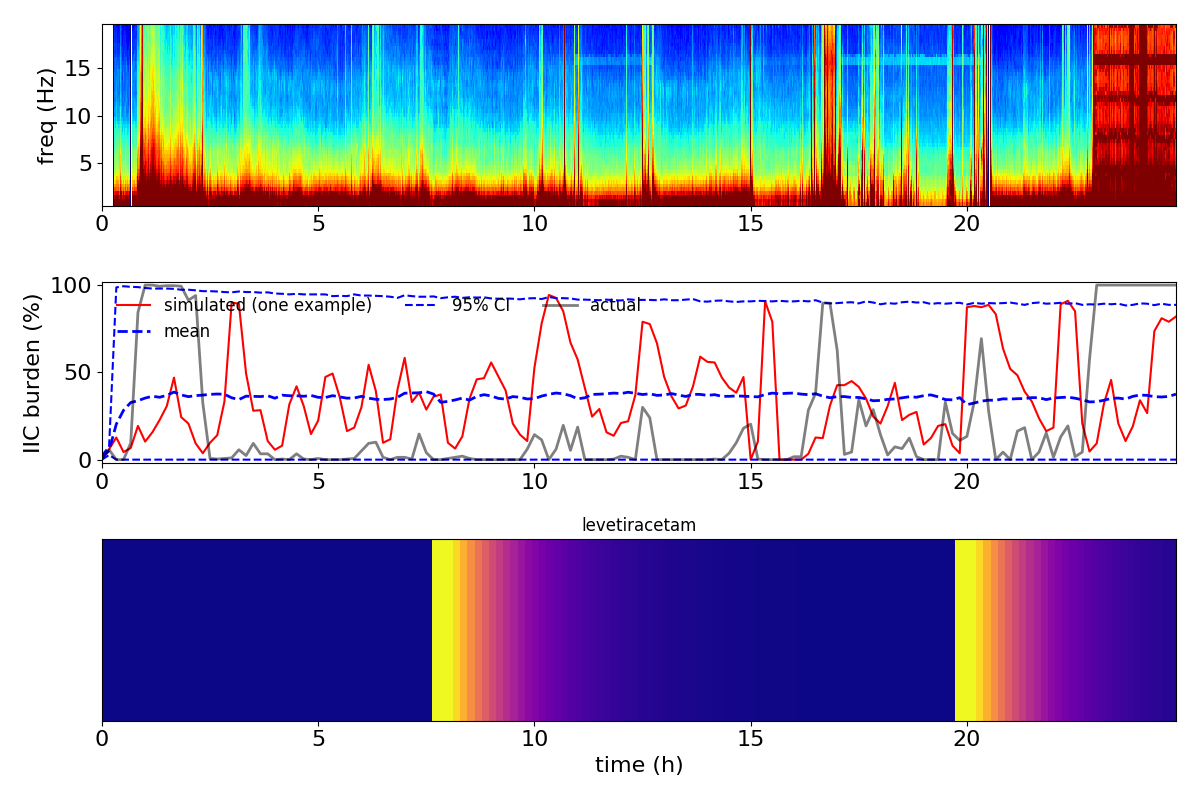 freq (Hz)
15
10
5
0 5 10 15 20
IIC burden (%)
100
50
0
simulated (one example) 95% CI actual
mean
0 5 10 15 20
levetiracetam
0 5 10 15 20
time (h)